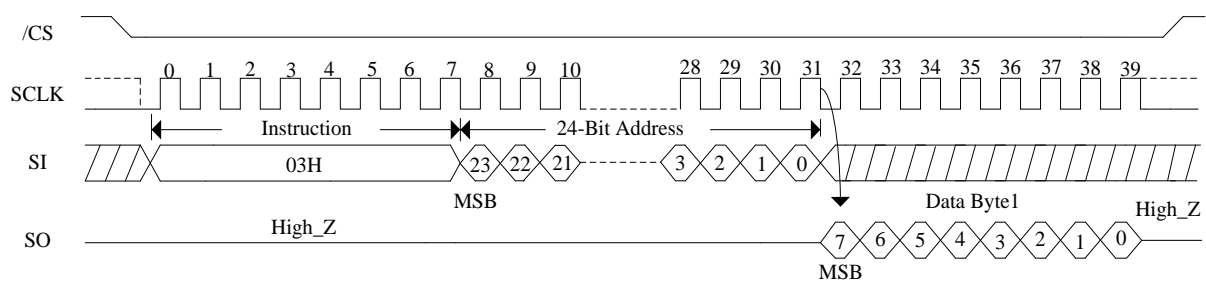 /CS
0 1 2 3 4 5 6 7 8 9 10 28 29 30 31 32 33 34 35 36 37 38 39
SCLK
Instruction 24-Bit Address
SI 03H 23 22 21 3 2 1 0
MSB Data Byte1 High_Z
High_Z
SO 7 6 5 4 3 2 1 0
MSB